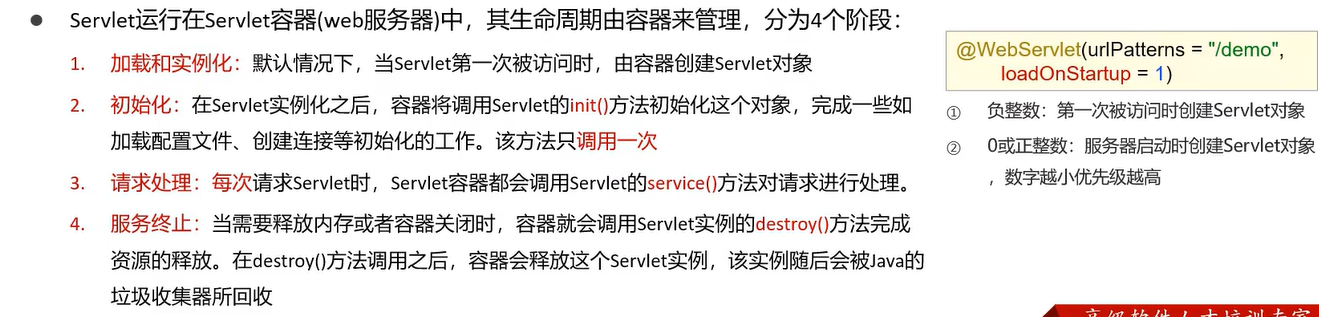 ● Servlet运行在Servlet容器(web服务器)中，其生命周期由容器来管理，分为4个阶段：
1. 加载和实例化：默认情况下，当Servlet第一次被访问时，由容器创建Servlet对象
2. 初始化：在Servlet实例化之后，容器将调用Servlet的init()方法初始化这个对象，完成一些如
加载配置文件、创建连接等初始化的工作。该方法只调用一次
3. 请求处理：每次请求Servlet时，Servlet容器都会调用Servlet的service()方法对请求进行处理。
4. 服务终止：当需要释放内存或者容器关闭时，容器就会调用Servlet实例的destroy()方法完成
资源的释放。在destroy()方法调用之后，容器会释放这个Servlet实例，该实例随后会被Java的
垃圾收集器所回收
@WebServlet(urlPatterns = "/demo",
loadOnStartup = 1)
① 负整数：第一次被访问时创建Servlet对象
② 0或正整数：服务器启动时创建Servlet对象
，数字越小优先级越高
高级软件人才培训专家